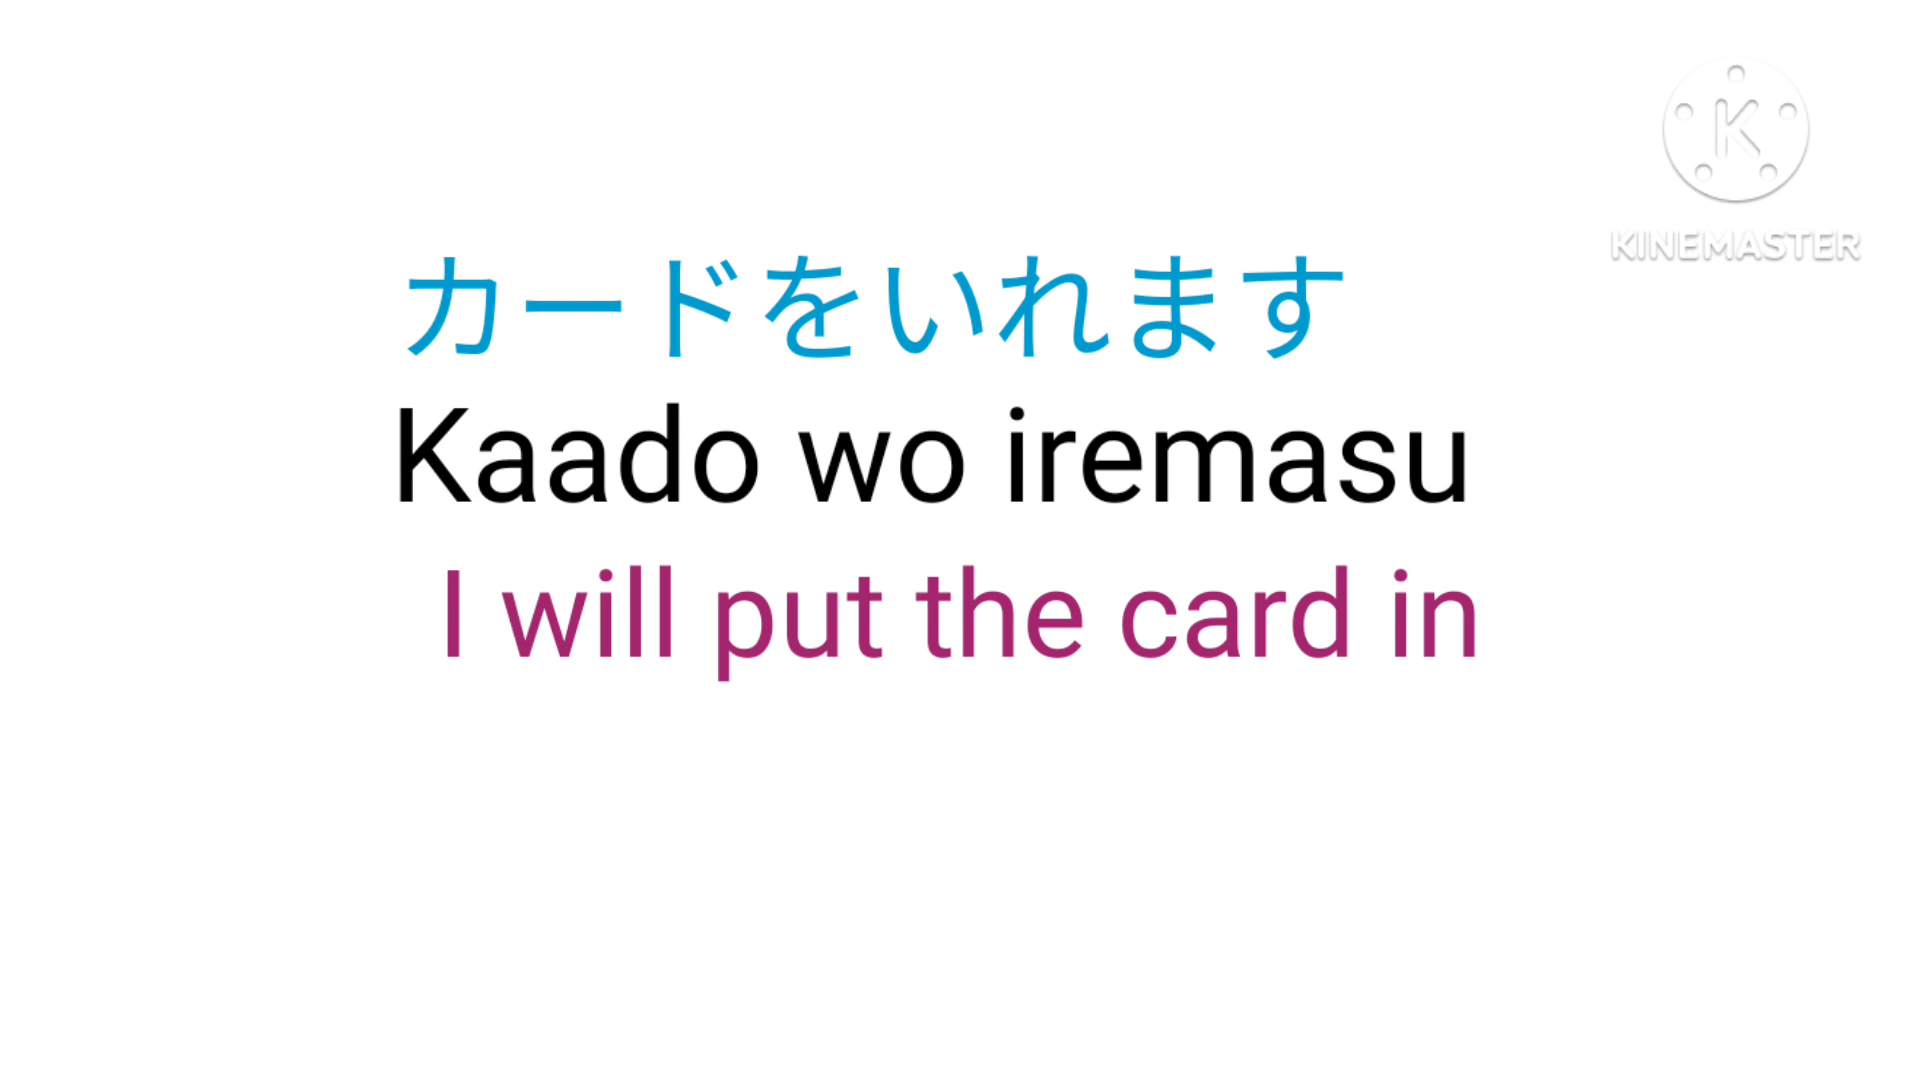 カードをいれます
Kaado wo iremasu
I will put the card in
K
KINEMASTER